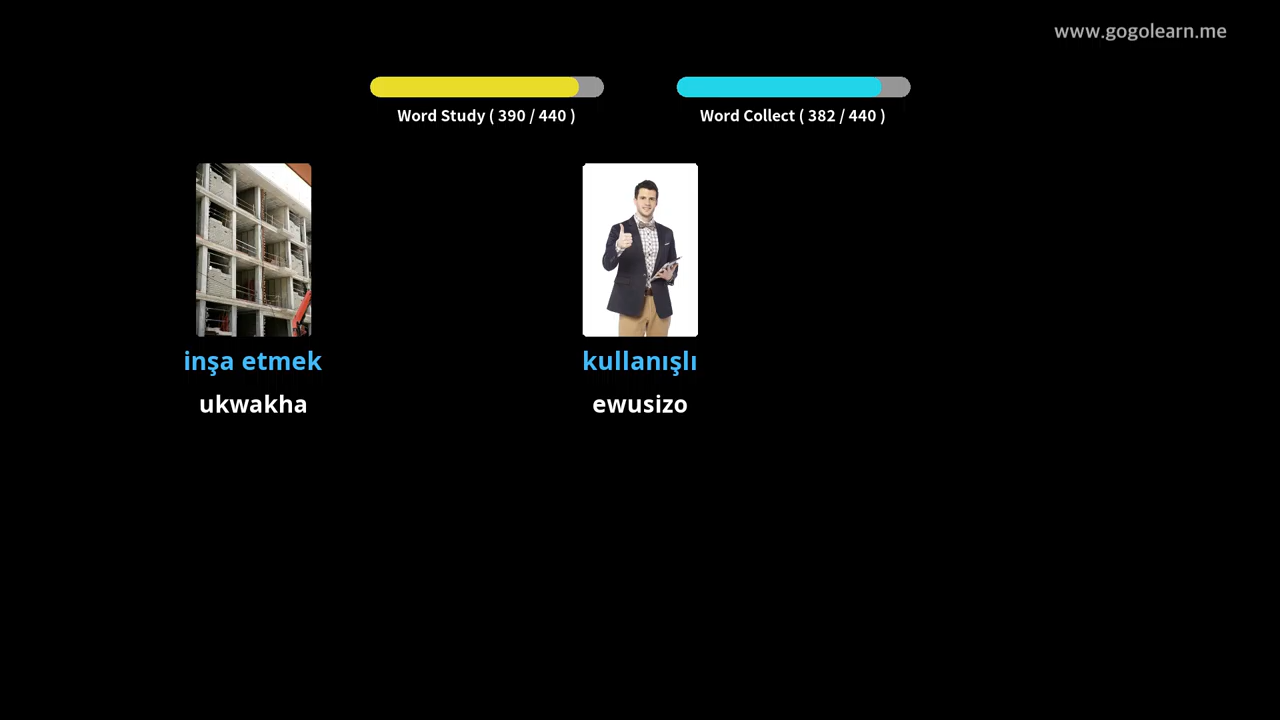 www.gogolearn.me
Word Study ( 390 / 440 )
Word Collect ( 382 / 440 )
inşa etmek
ukwakha
kullanışlı
ewusizo